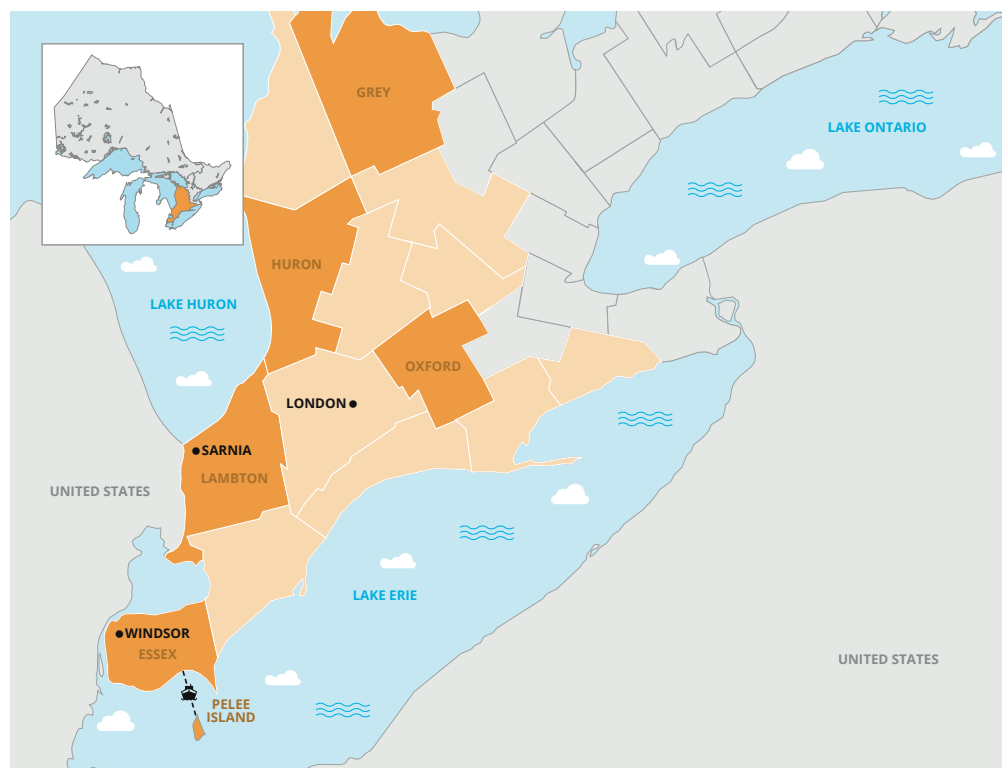 GREY
LAKE ONTARIO
HURON
LAKE HURON
OXFORD
LONDON
SARNIA
LAMBTON
UNITED STATES
LAKE ERIE
WINDSOR
ESSEX
UNITED STATES
PELEE
ISLAND